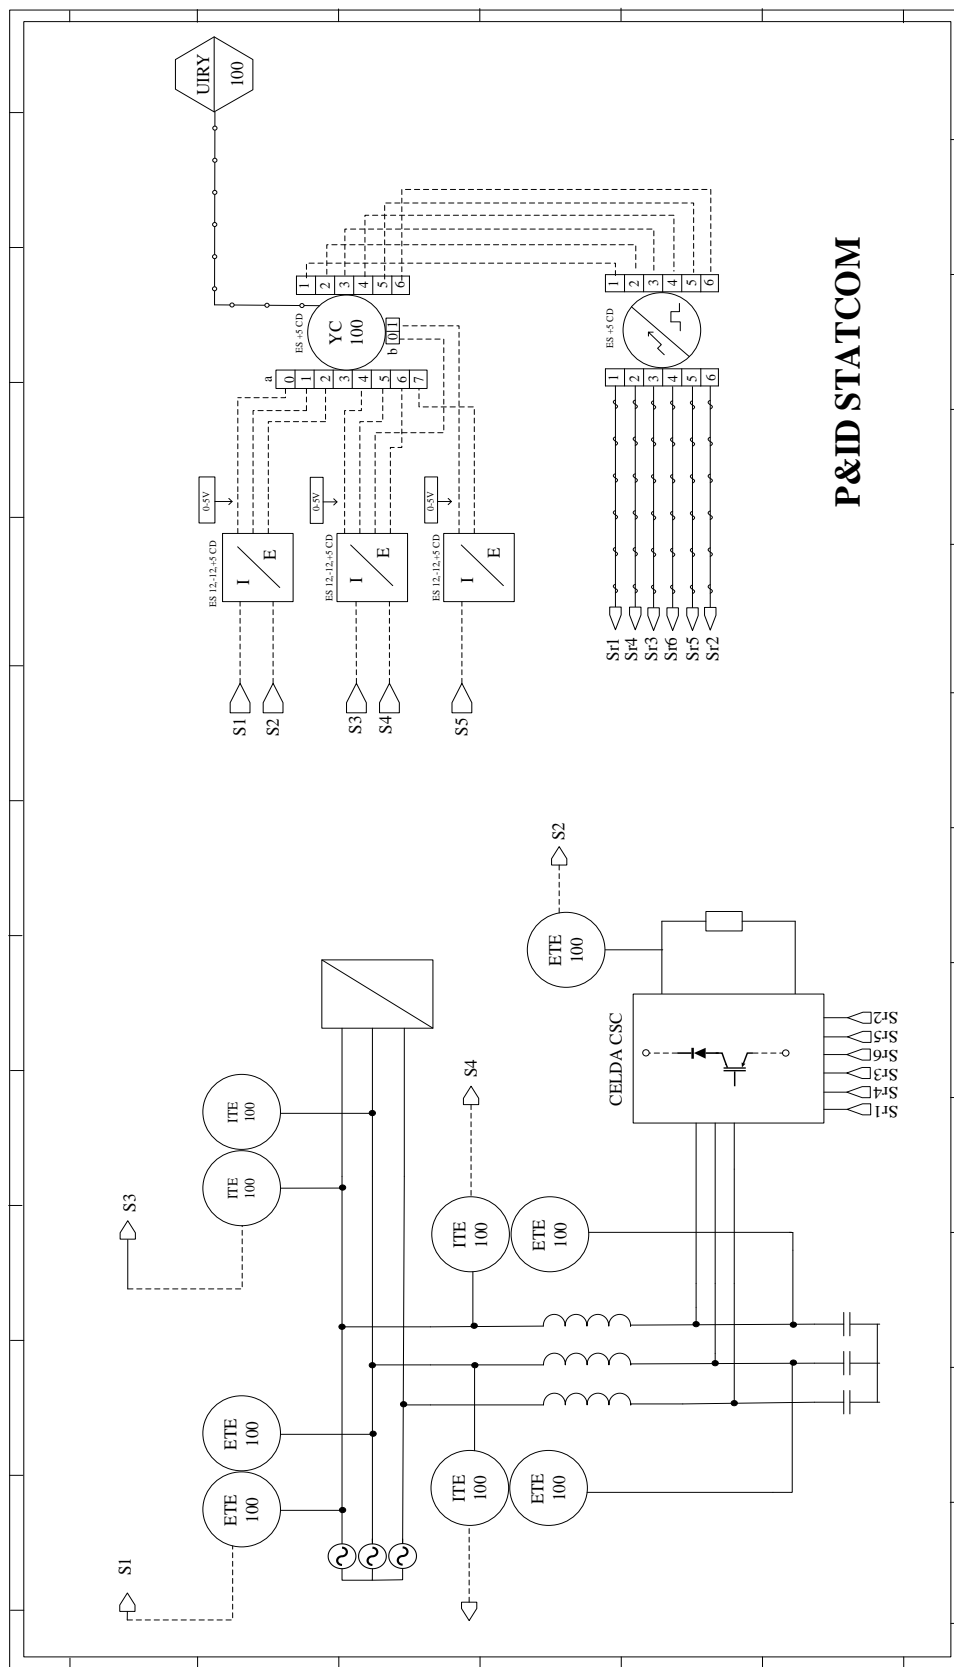 UIRY
100
ES +5 CD
YC
100
a
0
1
2
3
4
5
6
7
b
0
1
1
2
3
4
5
6
0-5V
0-5V
0-5V
ES 12,-12,+5 CD
I
E
ES 12,-12,+5 CD
I
E
ES 12,-12,+5 CD
I
E
S1
S2
S3
S4
S5
ES +5 CD
1
2
3
4
5
6
1
2
3
4
5
6
Sr1
Sr4
Sr3
Sr6
Sr5
Sr2
P&ID STATCOM
S1
ETE
100
ETE
100
S3
ITE
100
ITE
100
ITE
100
ETE
100
S4
ITE
100
ETE
100
S2
ETE
100
CELDA CSC
Sr1
Sr4
Sr3
Sr6
Sr5
Sr2